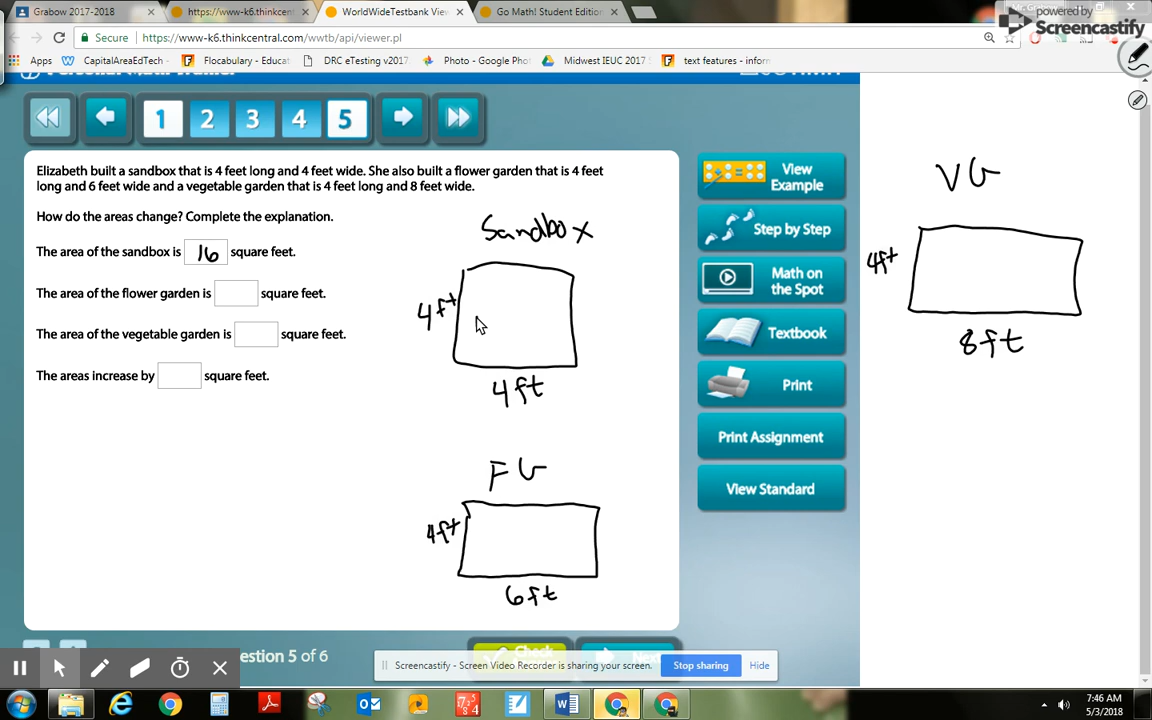 Grabow 2017-2018
https://www-k6.thinkcent
WorldWideTestbank View
Go Math! Student Edition
powered by
Screencastify
Secure https://www-k6.thinkcentral.com/wwtb/api/viewer.pl
Apps CapitalAreaEdTech Flocabulary - Educat DRC eTesting v2017 Photo - Google Pho Midwest IEUC 2017 text features - inform
1 2 3 4 5
Elizabeth built a sandbox that is 4 feet long and 4 feet wide. She also built a flower garden that is 4 feet
long and 6 feet wide and a vegetable garden that is 4 feet long and 8 feet wide.
How do the areas change? Complete the explanation.
The area of the sandbox is 16 square feet.
The area of the flower garden is square feet.
The area of the vegetable garden is square feet.
The areas increase by square feet.
Sandbox
4ft
4ft
FG
4ft
6ft
View
Example
Step by Step
Math on
the Spot
Textbook
Print
Print Assignment
View Standard
VG
4ft
8ft
estion 5 of 6
Check
Next
Screencastify - Screen Video Recorder is sharing your screen. Stop sharing Hide
7:46 AM
5/3/2018